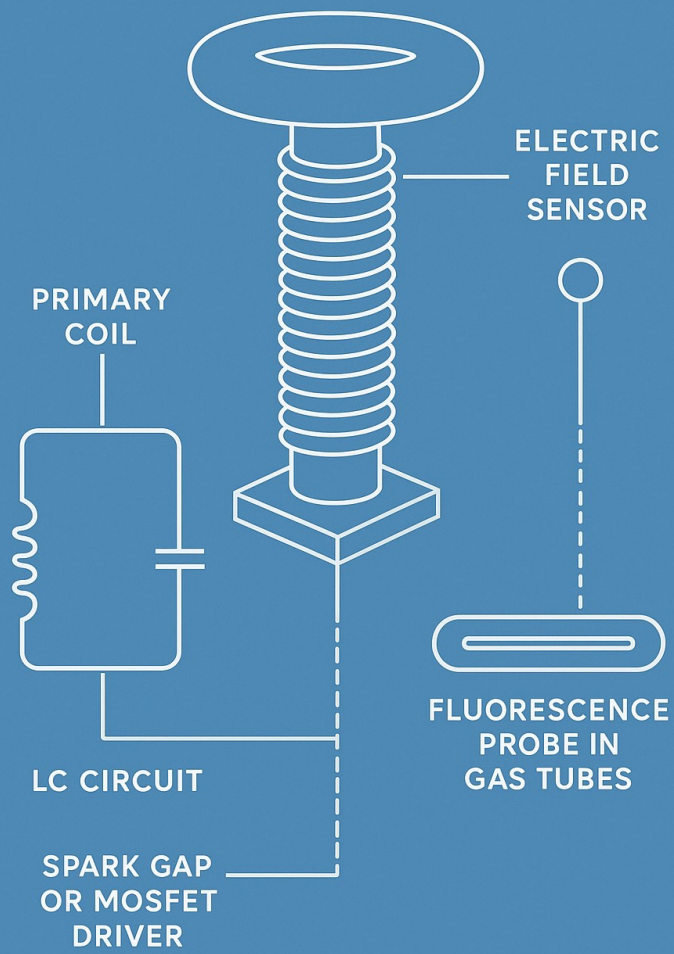 ELECTRIC
FIELD
SENSOR
PRIMARY
COIL
FLUORESCENCE
PROBE IN
GAS TUBES
LC CIRCUIT
SPARK GAP
OR MOSFET
DRIVER